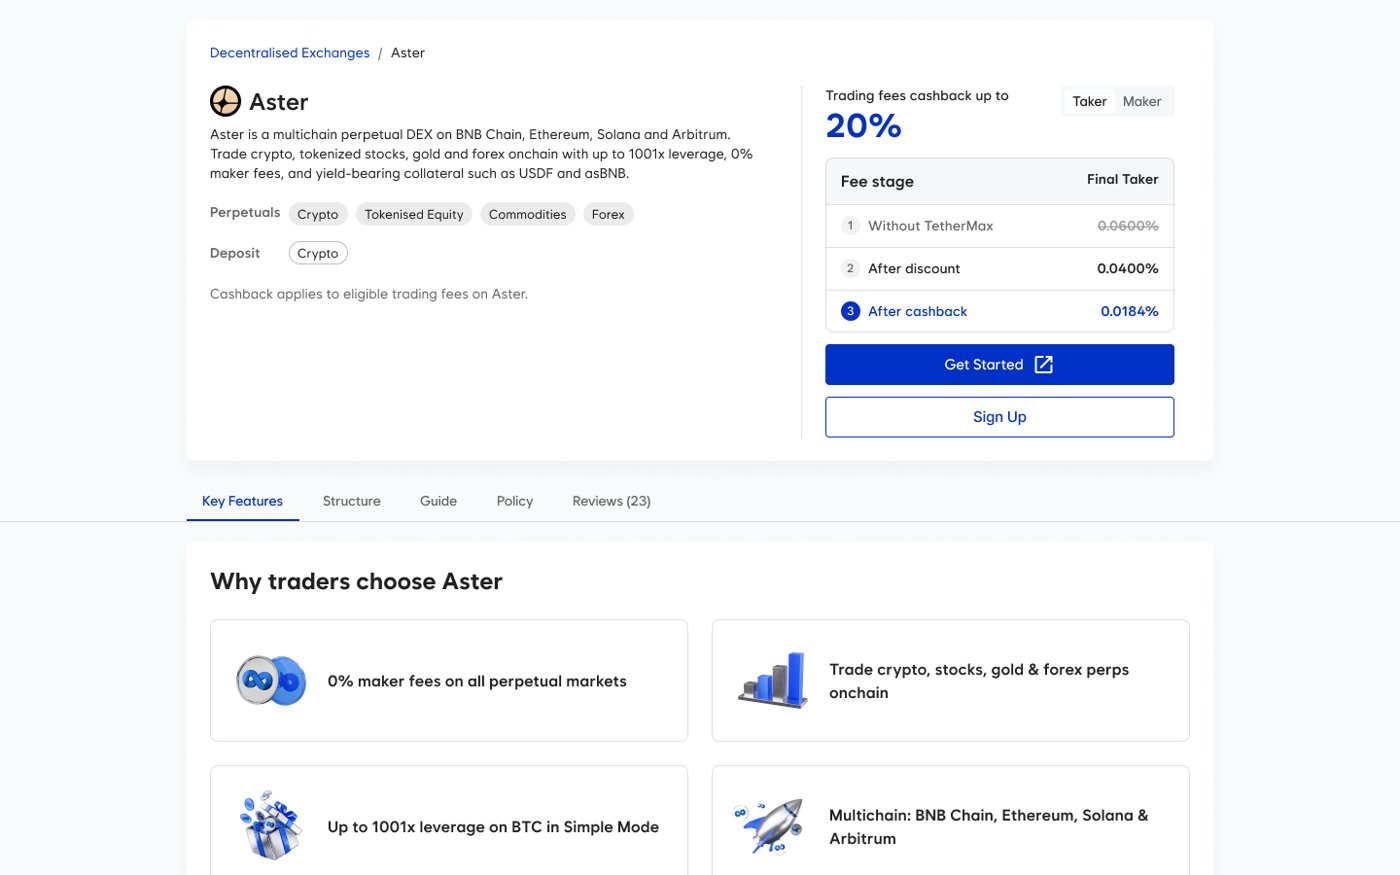 Decentralised Exchanges / Aster
Aster
Aster is a multichain perpetual DEX on BNB Chain, Ethereum, Solana and Arbitrum.
Trade crypto, tokenized stocks, gold and forex onchain with up to 1001x leverage, 0%
maker fees, and yield-bearing collateral such as USDF and asBNB.
Perpetuals Crypto Tokenised Equity Commodities Forex
Deposit Crypto
Cashback applies to eligible trading fees on Aster.
Trading fees cashback up to
20%
Taker Maker
Fee stage Final Taker
1 Without TetherMax 0.0600%
2 After discount 0.0400%
3 After cashback 0.0184%
Get Started
Sign Up
Key Features Structure Guide Policy Reviews (23)
Why traders choose Aster
0% maker fees on all perpetual markets
Trade crypto, stocks, gold & forex perps
onchain
Up to 1001x leverage on BTC in Simple Mode
Multichain: BNB Chain, Ethereum, Solana &
Arbitrum